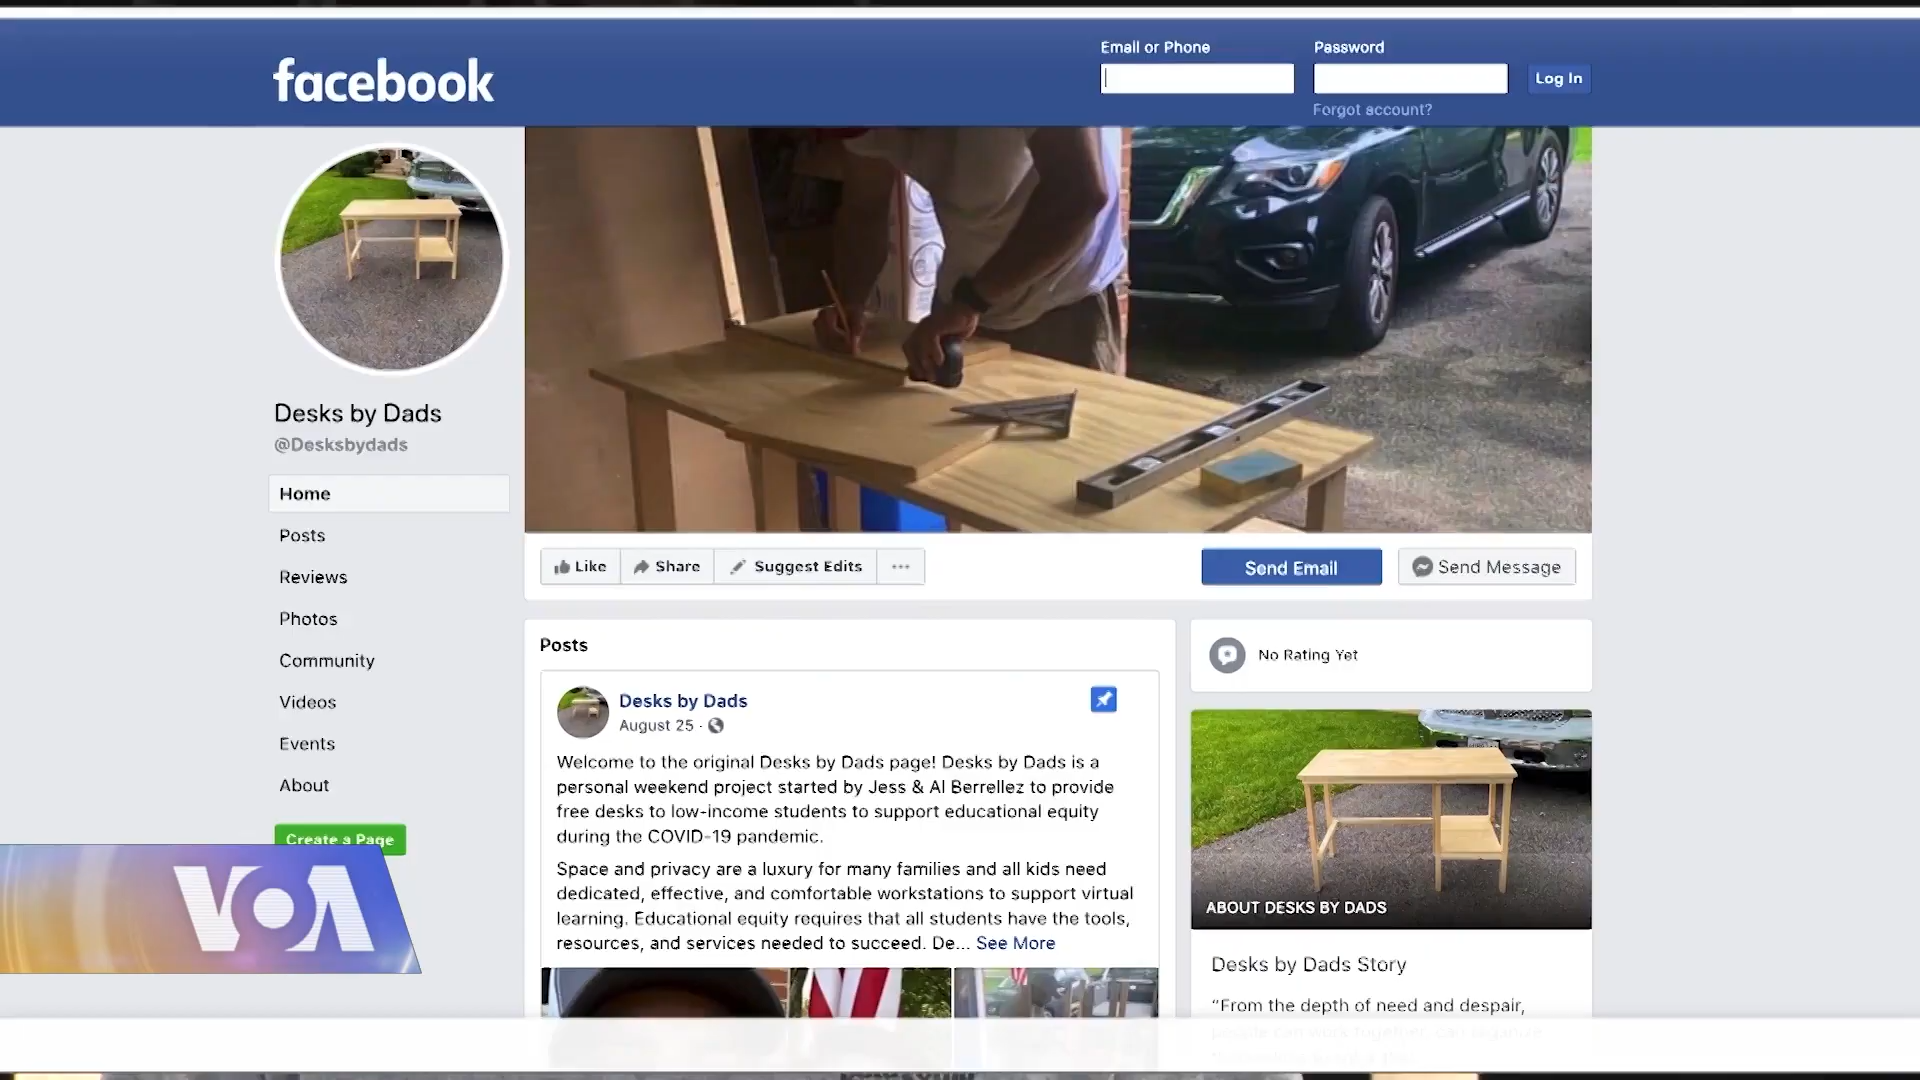 facebook
Email or Phone
Password
Log In
Forgot account?
Desks by Dads
@Desksbydads
Home
Posts
Reviews
Photos
Community
Videos
Events
About
Create a Page
VOA
Like
Share
Suggest Edits
...
Send Email
Send Message
Posts
Desks by Dads
August 25 ·
Welcome to the original Desks by Dads page! Desks by Dads is a
personal weekend project started by Jess & Al Berrellez to provide
free desks to low-income students to support educational equity
during the COVID-19 pandemic.
Space and privacy are a luxury for many families and all kids need
dedicated, effective, and comfortable workstations to support virtual
learning. Educational equity requires that all students have the tools,
resources, and services needed to succeed. De... See More
No Rating Yet
ABOUT DESKS BY DADS
Desks by Dads Story
“From the depth of need and despair,
people can work together, can organize